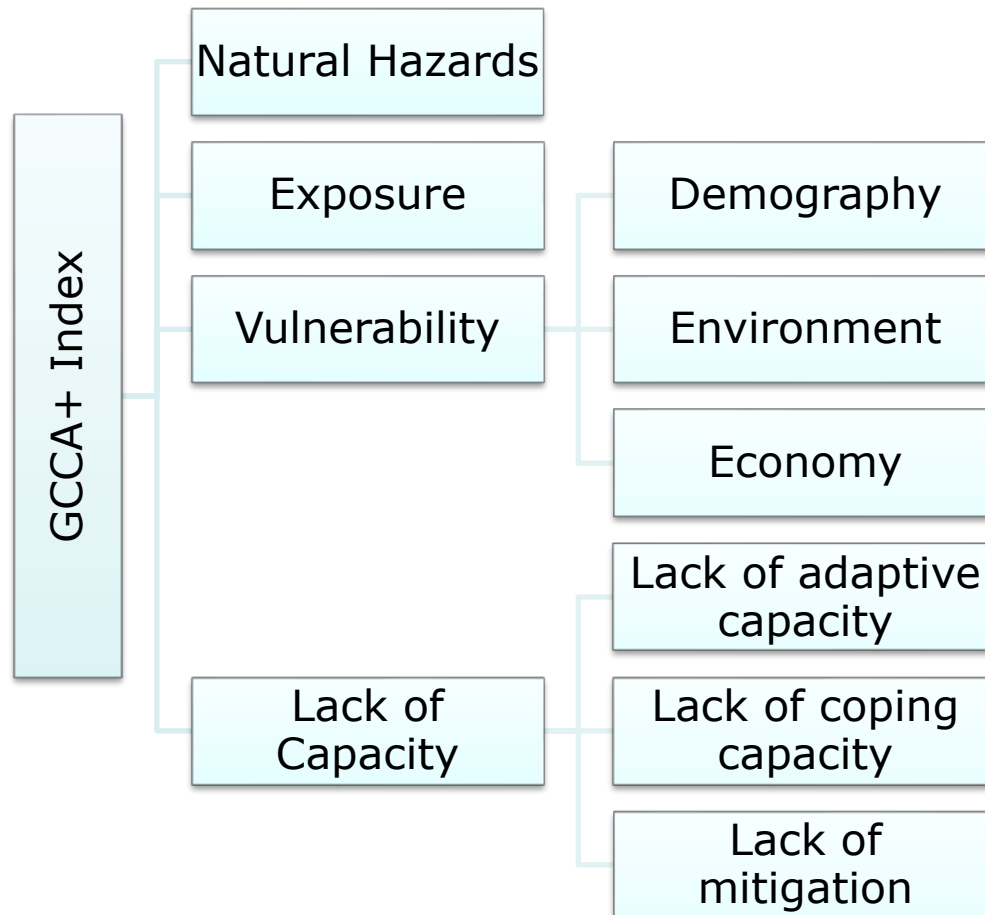 GCCA+ Index
Natural Hazards
Exposure
Vulnerability
Demography
Environment
Economy
Lack of
Capacity
Lack of adaptive
capacity
Lack of coping
capacity
Lack of
mitigation